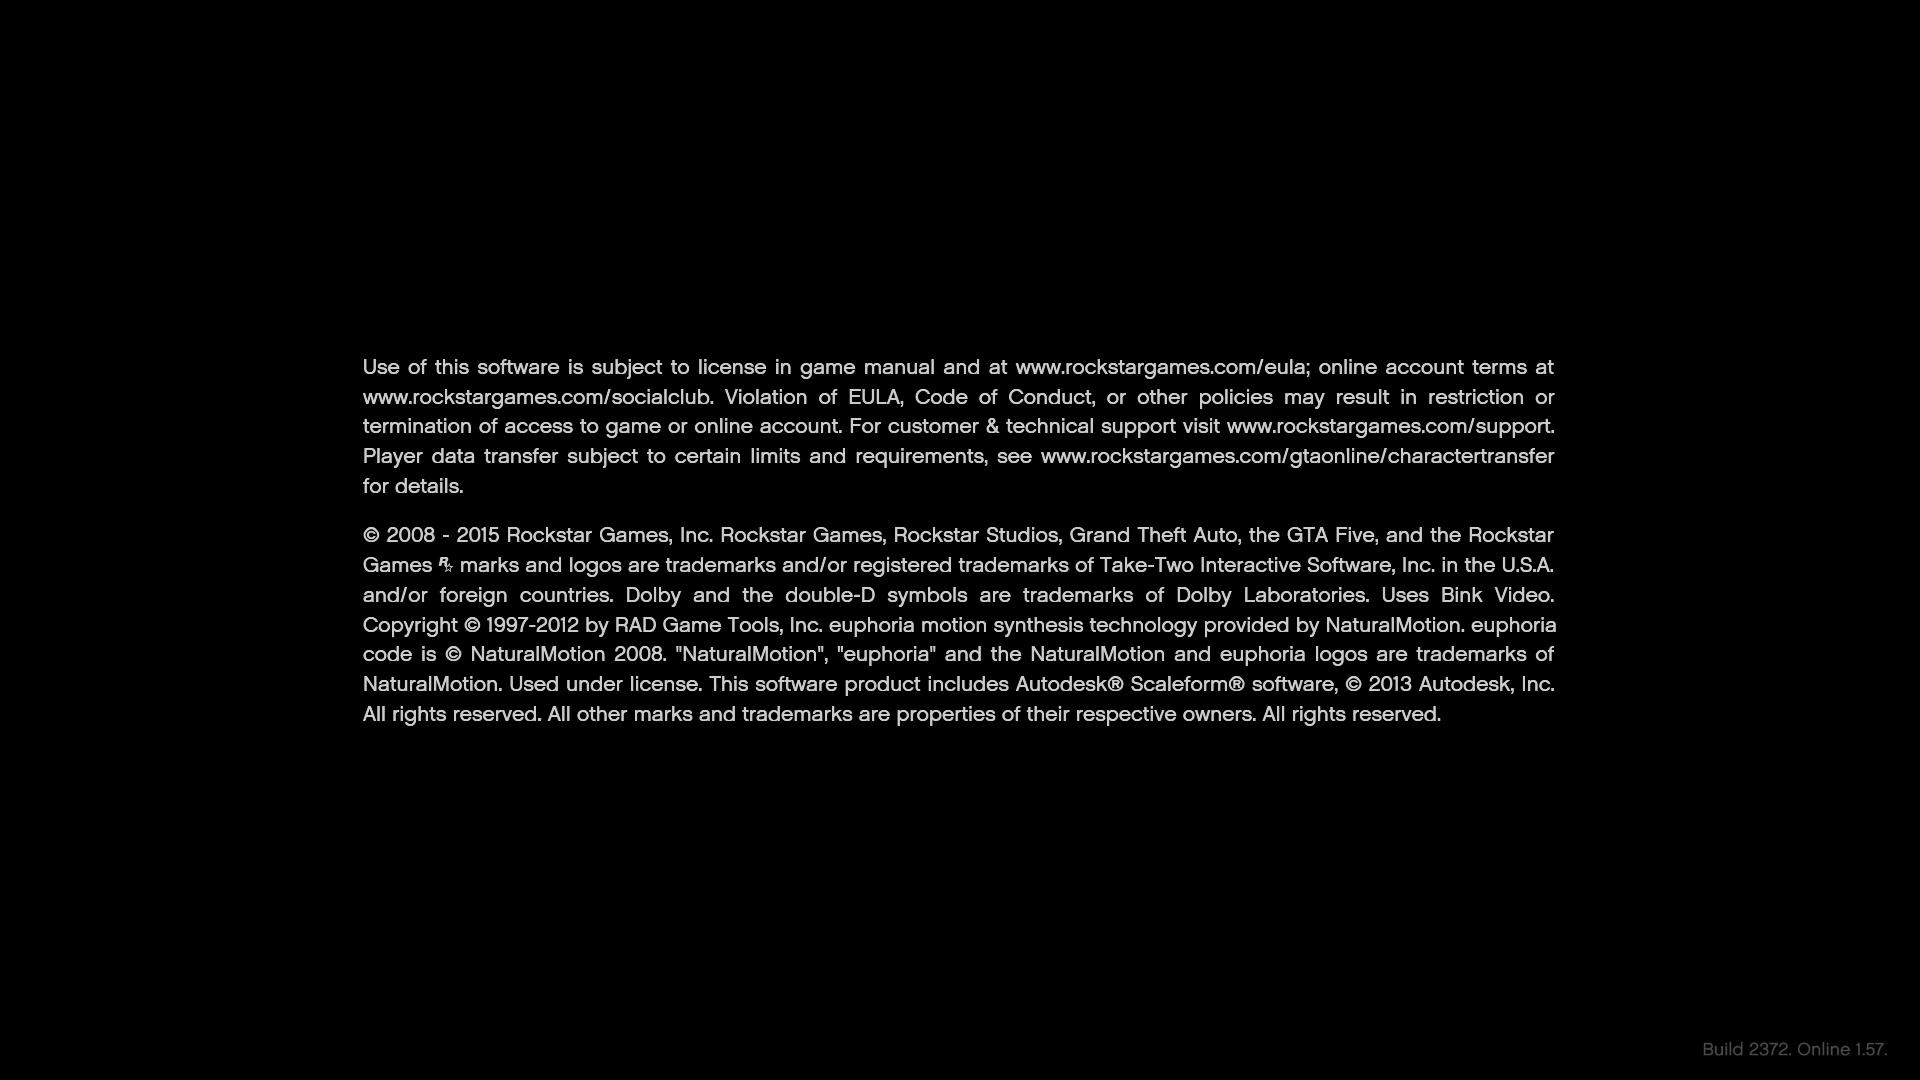 Use of this software is subject to license in game manual and at www.rockstargames.com/eula; online account terms at
www.rockstargames.com/socialclub. Violation of EULA, Code of Conduct, or other policies may result in restriction or
termination of access to game or online account. For customer & technical support visit www.rockstargames.com/support.
Player data transfer subject to certain limits and requirements, see www.rockstargames.com/gtaonline/charactertransfer
for details.
© 2008 - 2015 Rockstar Games, Inc. Rockstar Games, Rockstar Studios, Grand Theft Auto, the GTA Five, and the Rockstar
Games R☆ marks and logos are trademarks and/or registered trademarks of Take-Two Interactive Software, Inc. in the U.S.A.
and/or foreign countries. Dolby and the double-D symbols are trademarks of Dolby Laboratories. Uses Bink Video.
Copyright © 1997-2012 by RAD Game Tools, Inc. euphoria motion synthesis technology provided by NaturalMotion. euphoria
code is © NaturalMotion 2008. "NaturalMotion", "euphoria" and the NaturalMotion and euphoria logos are trademarks of
NaturalMotion. Used under license. This software product includes Autodesk® Scaleform® software, © 2013 Autodesk, Inc.
All rights reserved. All other marks and trademarks are properties of their respective owners. All rights reserved.
Build 2372. Online 1.57.